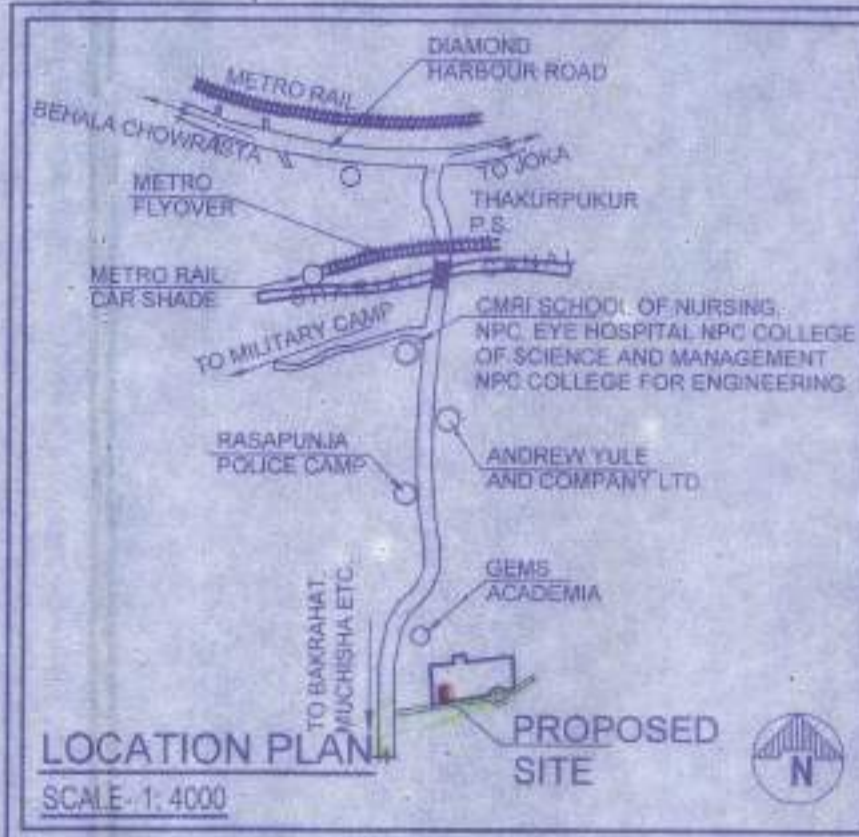 DIAMOND
HARBOUR ROAD
METRO RAIL
BEHALA CHOWRASTA
TO JOKA
METRO
FLYOVER
THAKURPUKUR
P.S.
METRO RAIL
CAR SHADE
CANAL
TO MILITARY CAMP
CMRI SCHOOL OF NURSING,
NPC, EYE HOSPITAL NPC COLLEGE
OF SCIENCE AND MANAGEMENT
NPC COLLEGE FOR ENGINEERING
RASAPUNJA
POLICE CAMP
ANDREW YULE
AND COMPANY LTD.
GEMS
ACADEMIA
TO BAKRAHAT,
MUCHISHA ETC.
PROPOSED
SITE
LOCATION PLAN
SCALE- 1: 4000
N